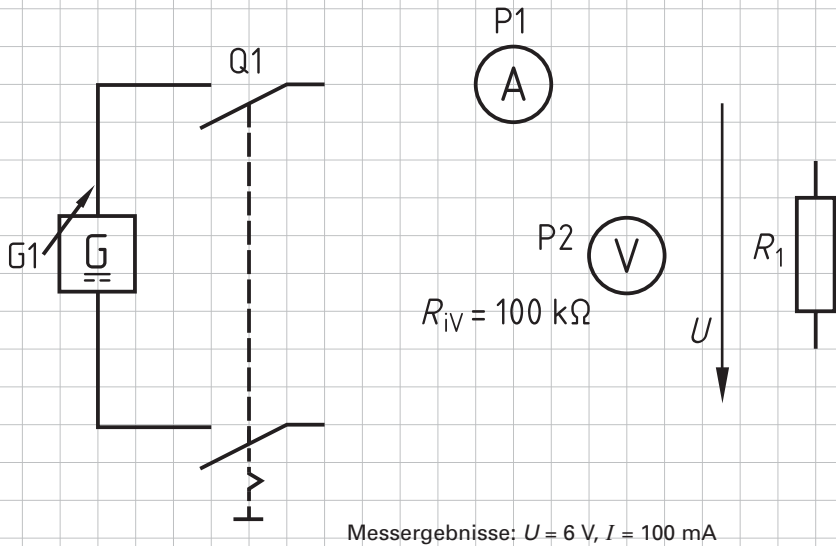 P1
Q1
A
G1
G
P2
V
R1
RiV = 100 kΩ
U
Messergebnisse: U = 6 V, I = 100 mA